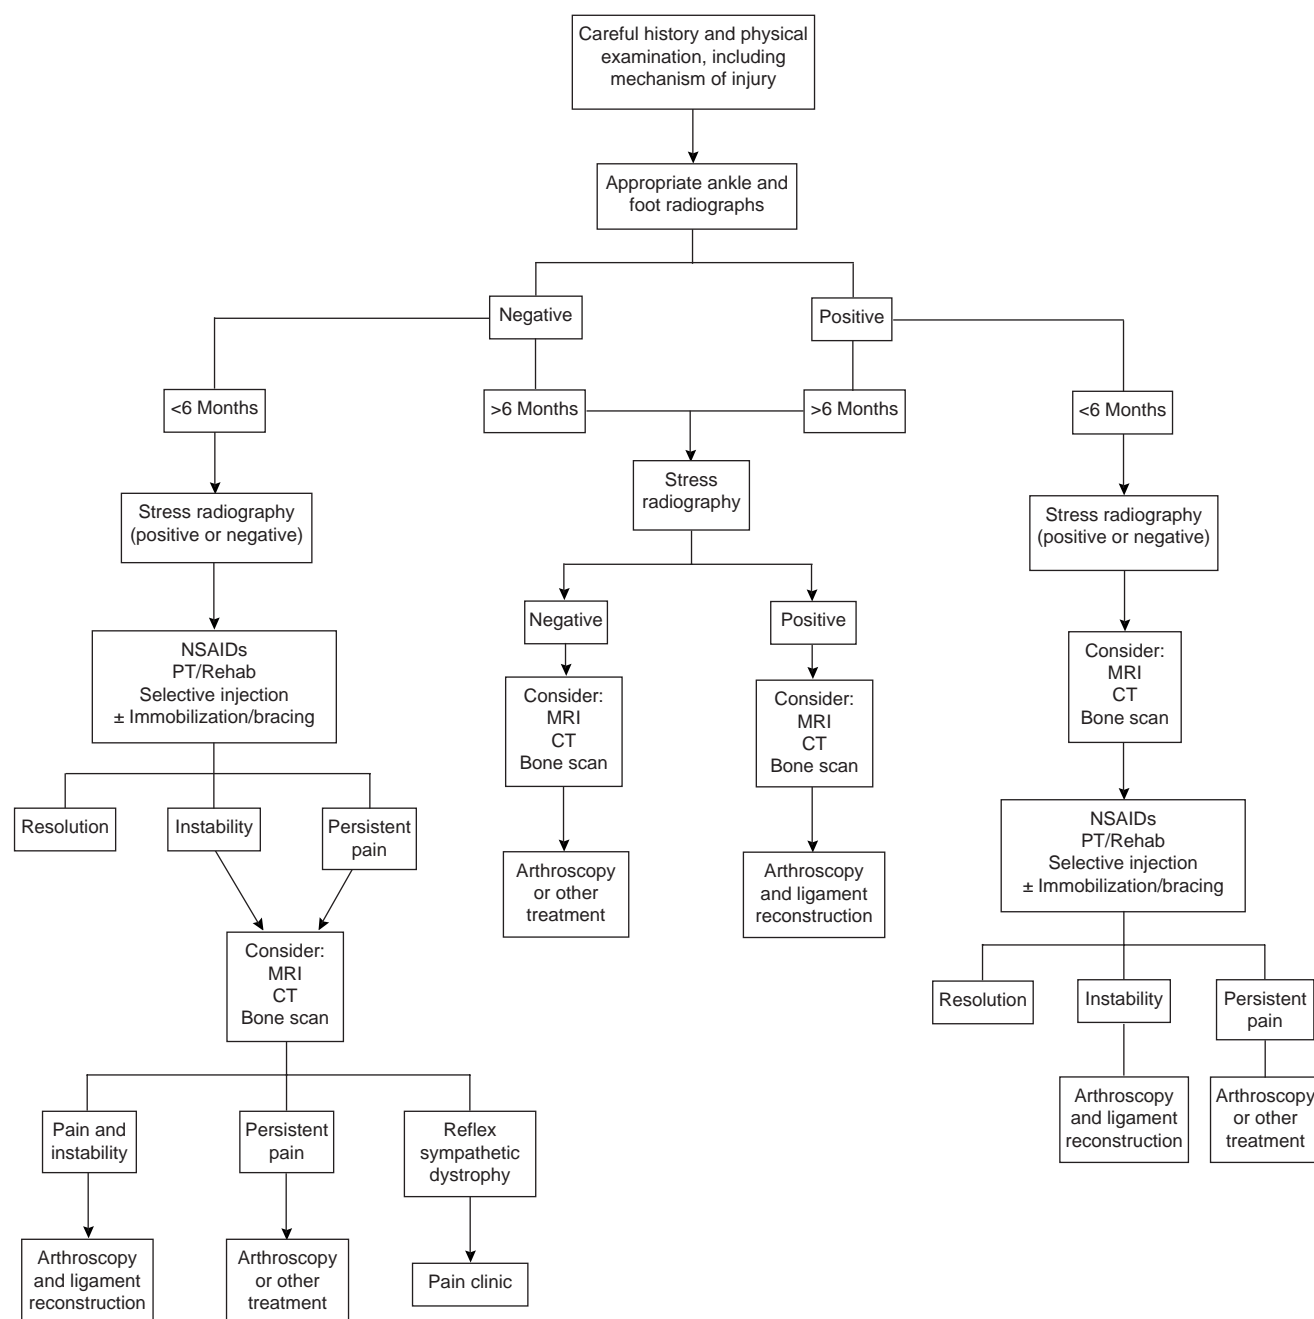 Careful history and physical
examination, including
mechanism of injury
Appropriate ankle and
foot radiographs
Negative
Positive
<6 Months
>6 Months
>6 Months
<6 Months
Stress radiography
(positive or negative)
Stress
radiography
Stress radiography
(positive or negative)
Negative
Positive
NSAIDs
PT/Rehab
Selective injection
± Immobilization/bracing
Consider:
MRI
CT
Bone scan
Consider:
MRI
CT
Bone scan
Consider:
MRI
CT
Bone scan
Resolution
Instability
Persistent
pain
Arthroscopy
or other
treatment
Arthroscopy
and ligament
reconstruction
NSAIDs
PT/Rehab
Selective injection
± Immobilization/bracing
Consider:
MRI
CT
Bone scan
Resolution
Instability
Persistent
pain
Pain and
instability
Persistent
pain
Reflex
sympathetic
dystrophy
Arthroscopy
and ligament
reconstruction
Arthroscopy
or other
treatment
Arthroscopy
and ligament
reconstruction
Arthroscopy
or other
treatment
Pain clinic